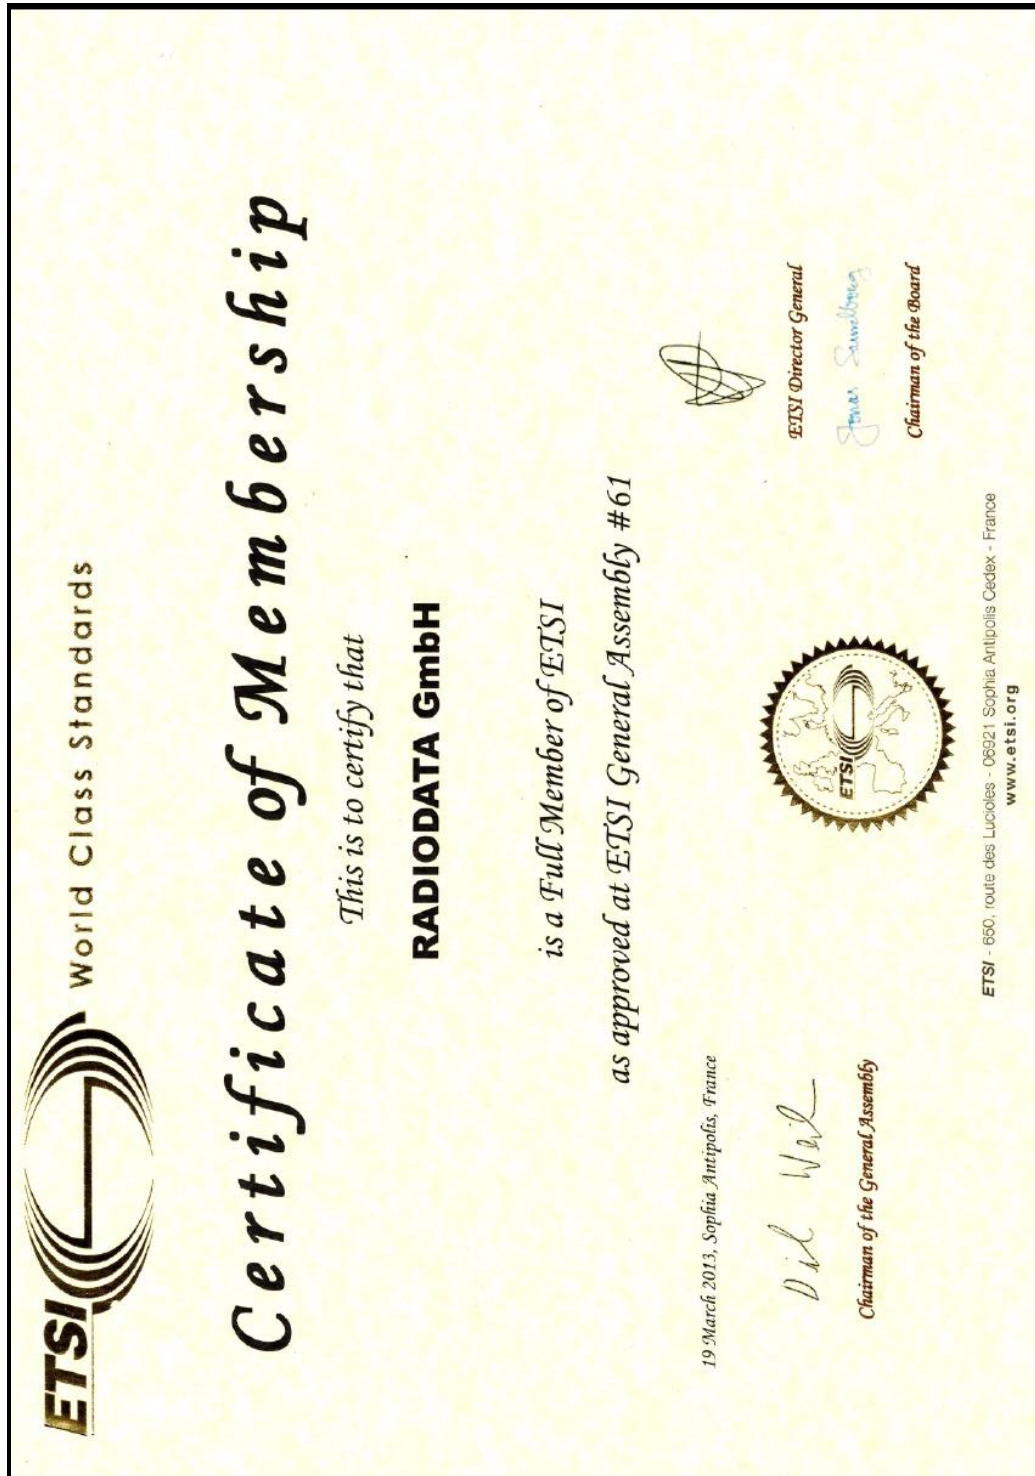 ETSI World Class Standards
Certificate of Membership
This is to certify that
RADIODATA GmbH
is a Full Member of ETSI
as approved at ETSI General Assembly #61
19 March 2013, Sophia Antipolis, France
Chairman of the General Assembly
ETSI
ETSI Director General
Chairman of the Board
ETSI - 650, route des Lucioles - 06921 Sophia Antipolis Cedex - France
www.etsi.org